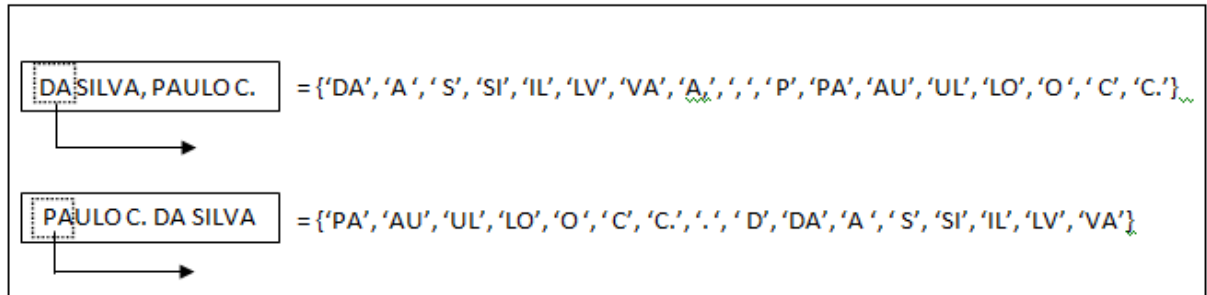 DA SILVA, PAULO C. = {‘DA’, ‘A ‘, ‘ S’, ‘SI’, ‘IL’, ‘LV’, ‘VA’, ‘A,’, ‘, ‘, ‘ P’, ‘PA’, ‘AU’, ‘UL’, ‘LO’, ‘O ‘, ‘ C’, ‘C.’}
PAULO C. DA SILVA = {‘PA’, ‘AU’, ‘UL’, ‘LO’, ‘O ‘, ‘ C’, ‘C.’, ‘. ‘, ‘ D’, ‘DA’, ‘A ‘, ‘ S’, ‘SI’, ‘IL’, ‘LV’, ‘VA’}